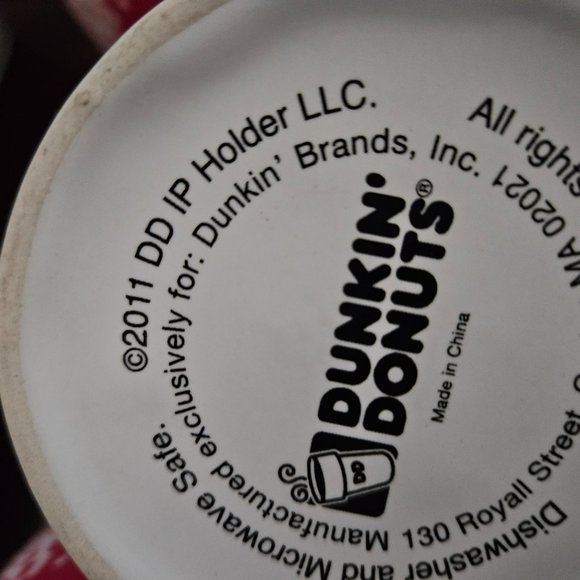 ©2011 DD IP Holder LLC.
All rights
Dishwasher and Microwave Safe.
Manufactured exclusively for: Dunkin' Brands, Inc.
130 Royall Street
MA 02021
DUNKIN'
DONUTS®
DD
Made in China